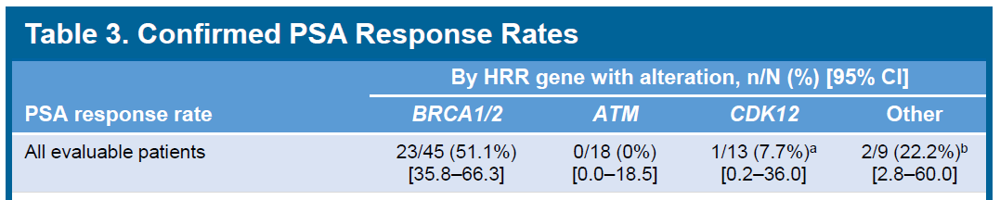 Table 3. Confirmed PSA Response Rates
By HRR gene with alteration, n/N (%) [95% CI]
PSA response rate BRCA1/2 ATM CDK12 Other
All evaluable patients 23/45 (51.1%) 0/18 (0%) 1/13 (7.7%)ᵃ 2/9 (22.2%)ᵇ
[35.8–66.3] [0.0–18.5] [0.2–36.0] [2.8–60.0]